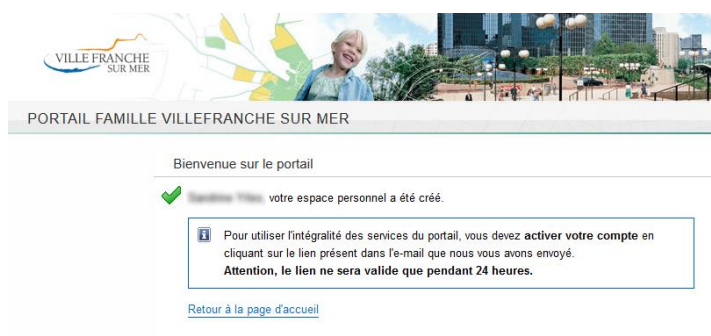 VILLE FRANCHE
SUR MER
PORTAIL FAMILLE VILLEFRANCHE SUR MER
Bienvenue sur le portail
votre espace personnel a été créé.
Pour utiliser l'intégralité des services du portail, vous devez activer votre compte en
cliquant sur le lien présent dans l'e-mail que nous vous avons envoyé.
Attention, le lien ne sera valide que pendant 24 heures.
Retour à la page d'accueil